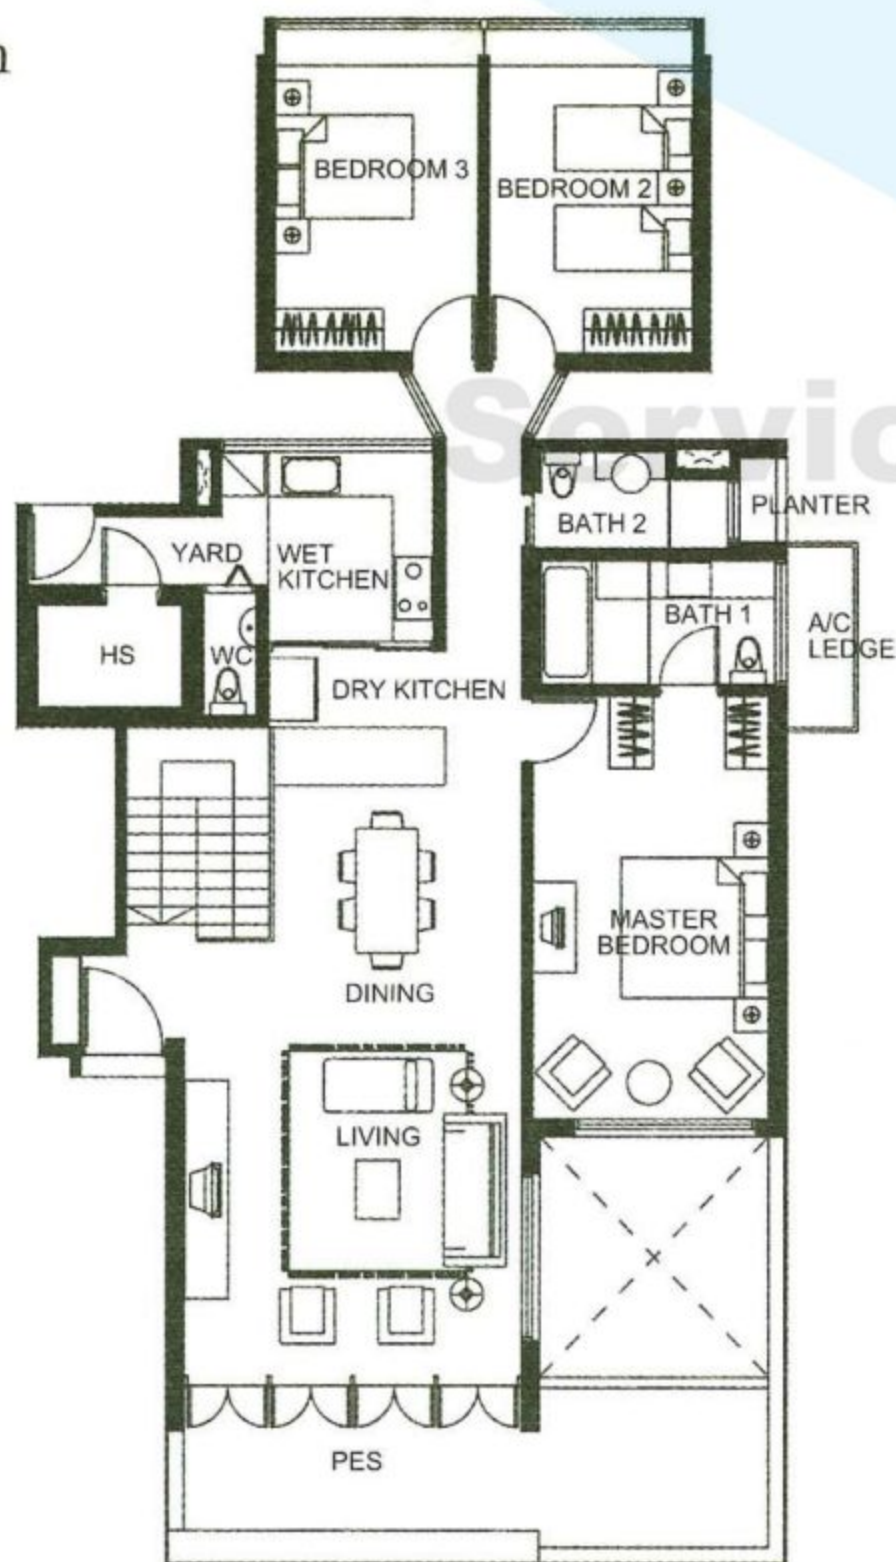 BEDROOM 3
BEDROOM 2
BATH 2
PLANTER
YARD
WET
KITCHEN
BATH 1
A/C
LEDGE
HS
WC
DRY KITCHEN
MASTER
BEDROOM
DINING
LIVING
PES